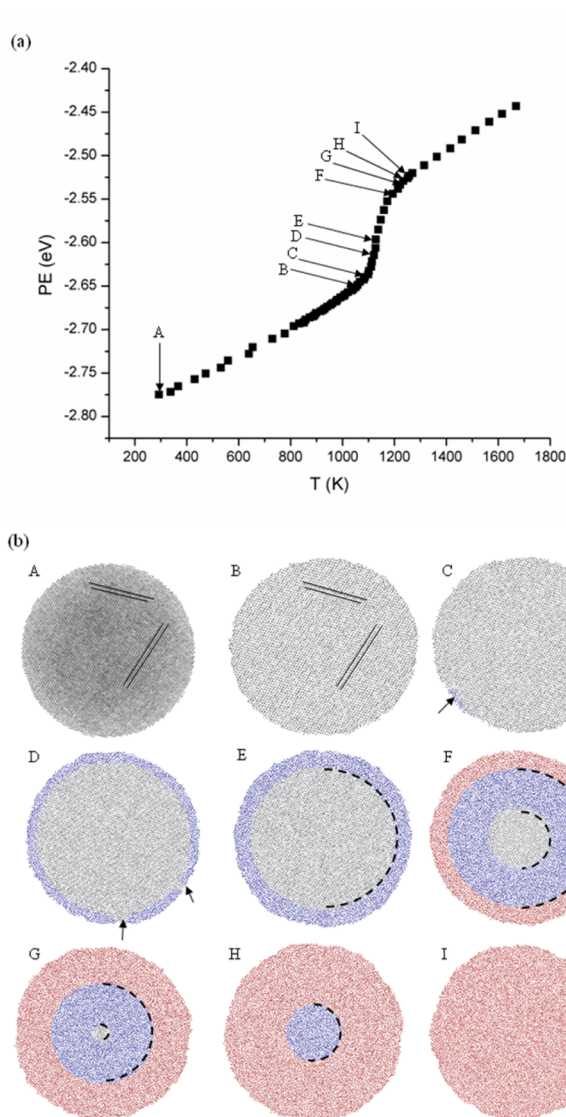 (a)
-2.40
-2.45
-2.50
-2.55
-2.60
-2.65
-2.70
-2.75
-2.80
PE (eV)
I
H
G
F
E
D
C
B
A
200 400 600 800 1000 1200 1400 1600 1800
T (K)
(b)
A B C
D E F
G H I